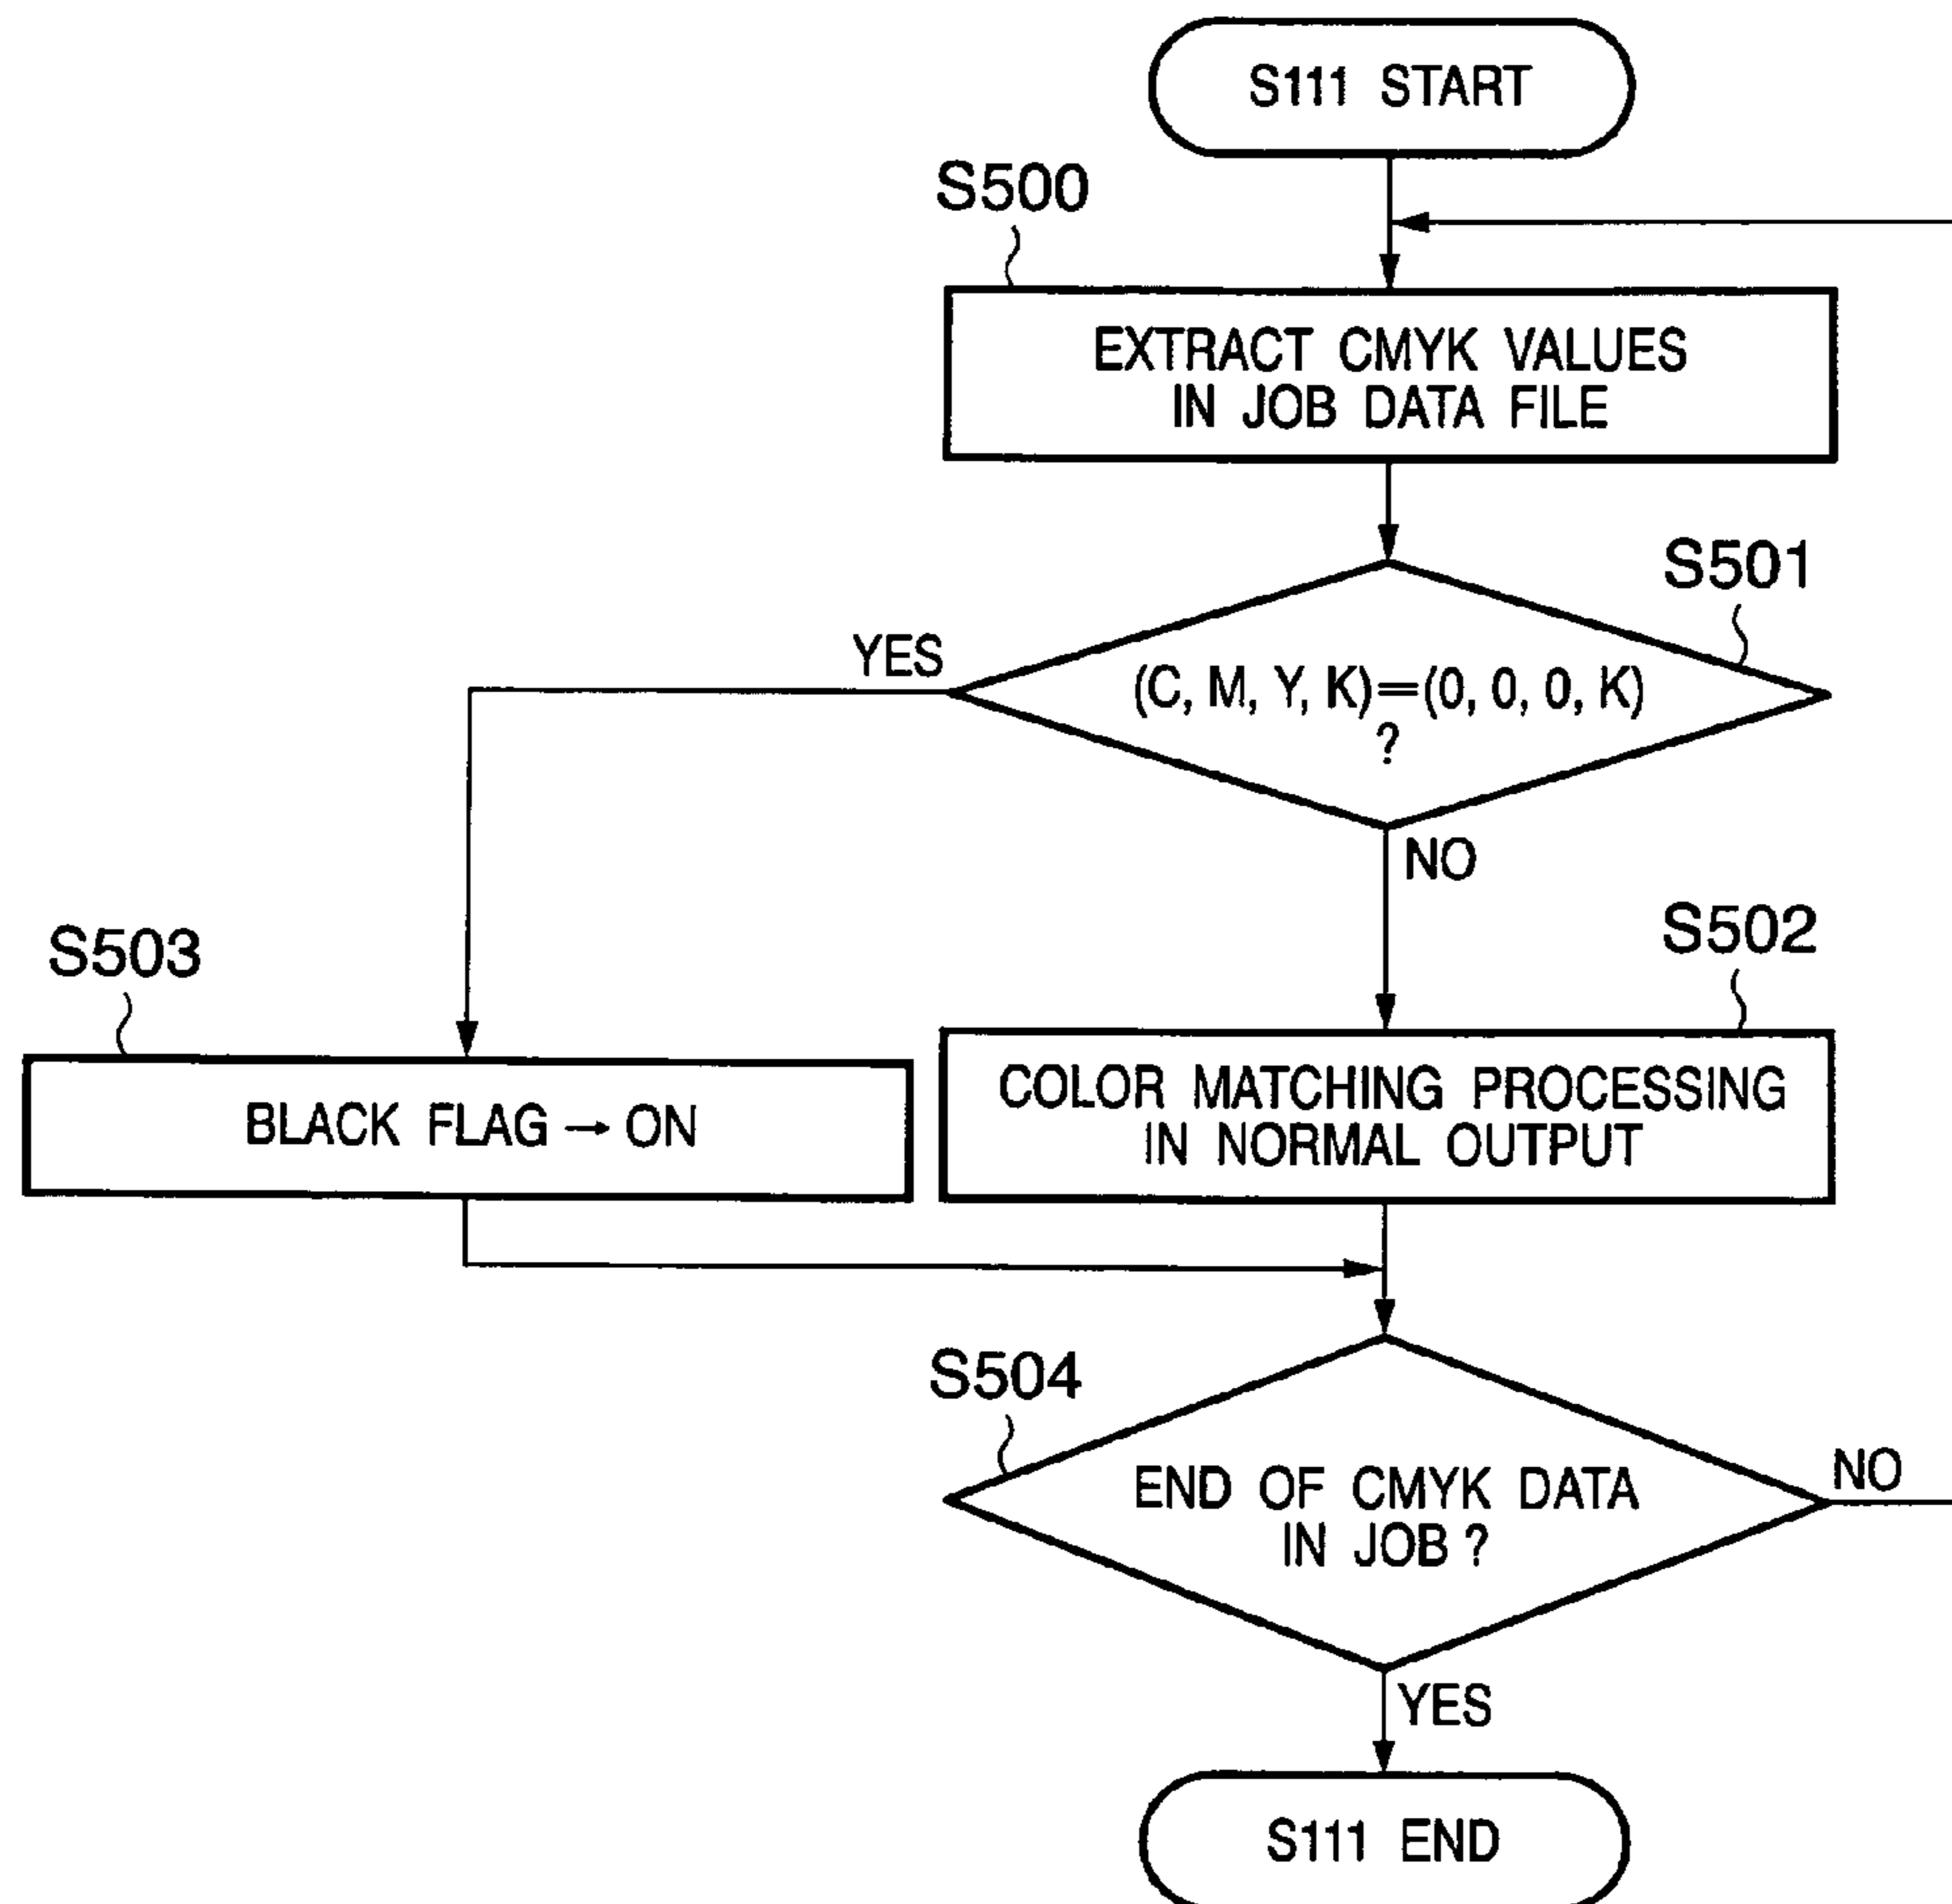 S111 START
S500
EXTRACT CMYK VALUES
IN JOB DATA FILE
S501
YES
(C, M, Y, K)=(0, 0, 0, K)
?
NO
S503
S502
BLACK FLAG → ON
COLOR MATCHING PROCESSING
IN NORMAL OUTPUT
S504
END OF CMYK DATA
IN JOB ?
NO
YES
S111 END